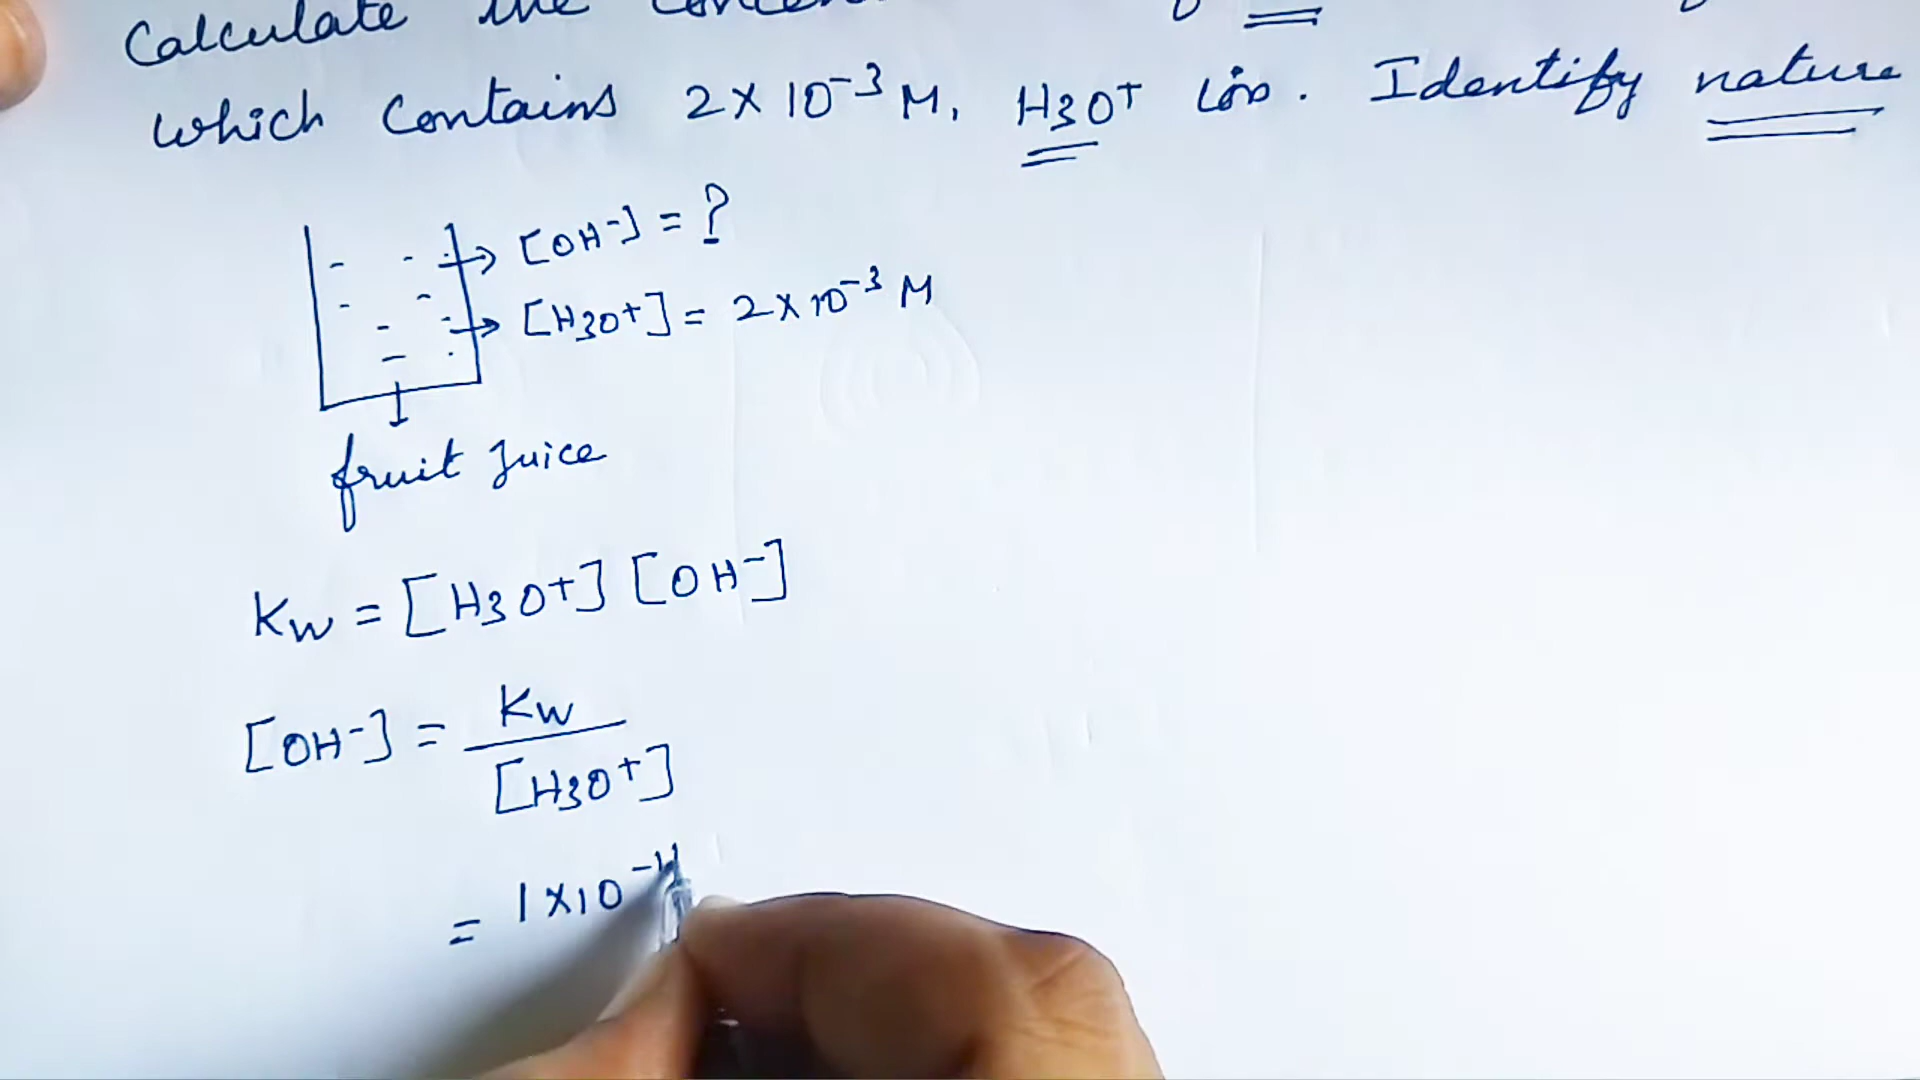 Calculate the
which contains 2 × 10⁻³ M, H3O⁺ ion. Identify nature
[OH⁻] = ?
[H3O⁺] = 2 × 10⁻³ M
fruit Juice
Kw = [H3O⁺] [OH⁻]
[OH⁻] = Kw / [H3O⁺]
= 1 × 10⁻¹⁴